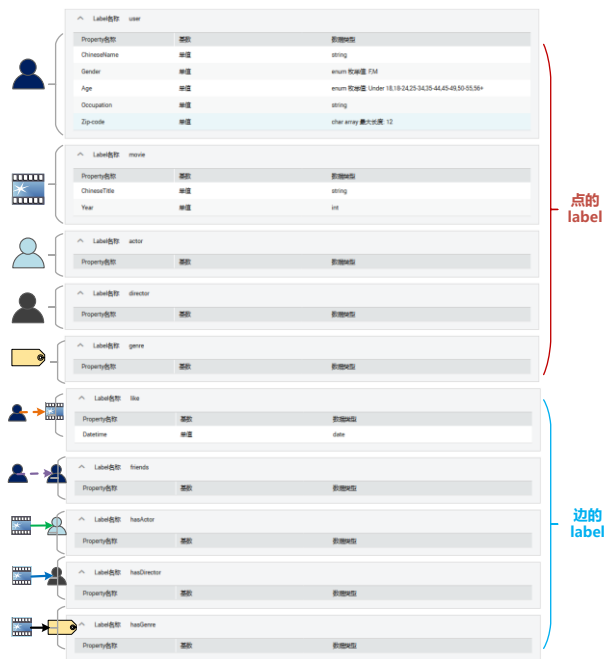 Label名称 user
Property名称 基数 数据类型
ChineseName 单值 string
Gender 单值 enum 枚举值: F,M
Age 单值 enum 枚举值: Under 18,18-24,25-34,35-44,45-49,50-55,56+
Occupation 单值 string
Zip-code 单值 char array 最大长度: 12
Label名称 movie
Property名称 基数 数据类型
ChineseTitle 单值 string
Year 单值 int
点的
label
Label名称 actor
Property名称 基数 数据类型
Label名称 director
Property名称 基数 数据类型
Label名称 genre
Property名称 基数 数据类型
Label名称 like
Property名称 基数 数据类型
Datetime 单值 date
Label名称 friends
Property名称 基数 数据类型
Label名称 hasActor
Property名称 基数 数据类型
边的
label
Label名称 hasDirector
Property名称 基数 数据类型
Label名称 hasGenre
Property名称 基数 数据类型